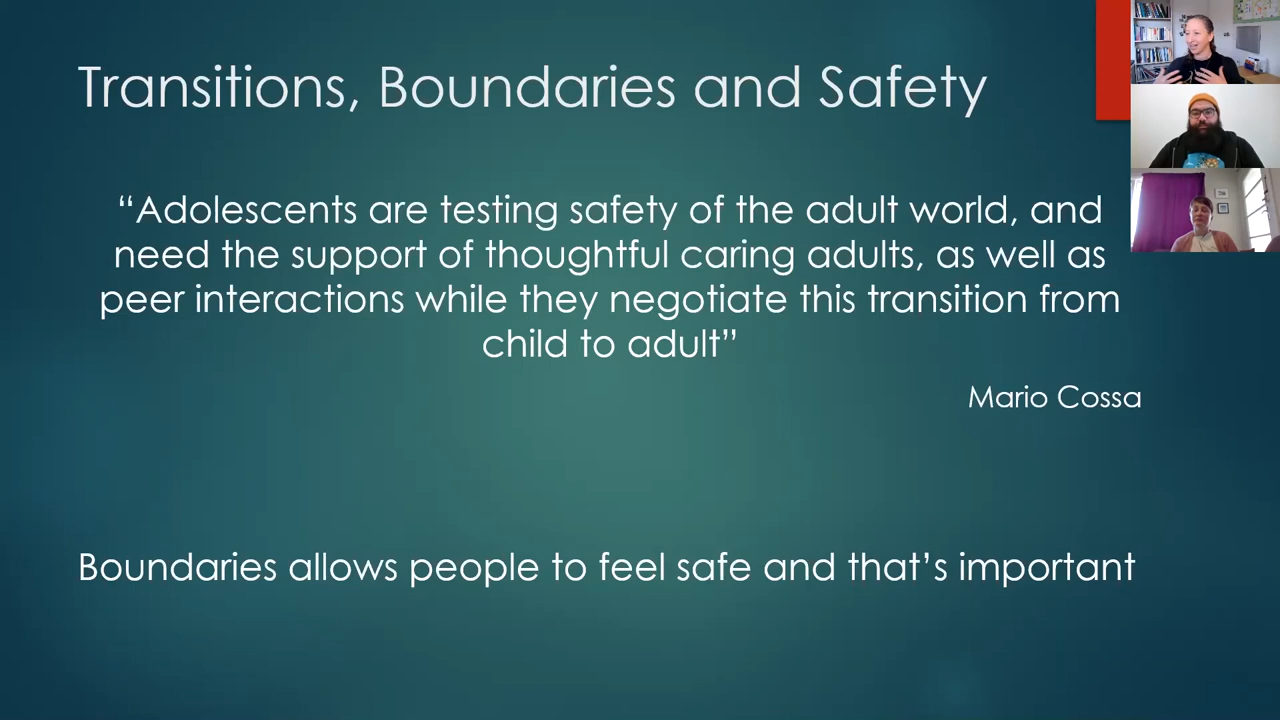 Transitions, Boundaries and Safety
“Adolescents are testing safety of the adult world, and
need the support of thoughtful caring adults, as well as
peer interactions while they negotiate this transition from
child to adult”
Mario Cossa
Boundaries allows people to feel safe and that’s important